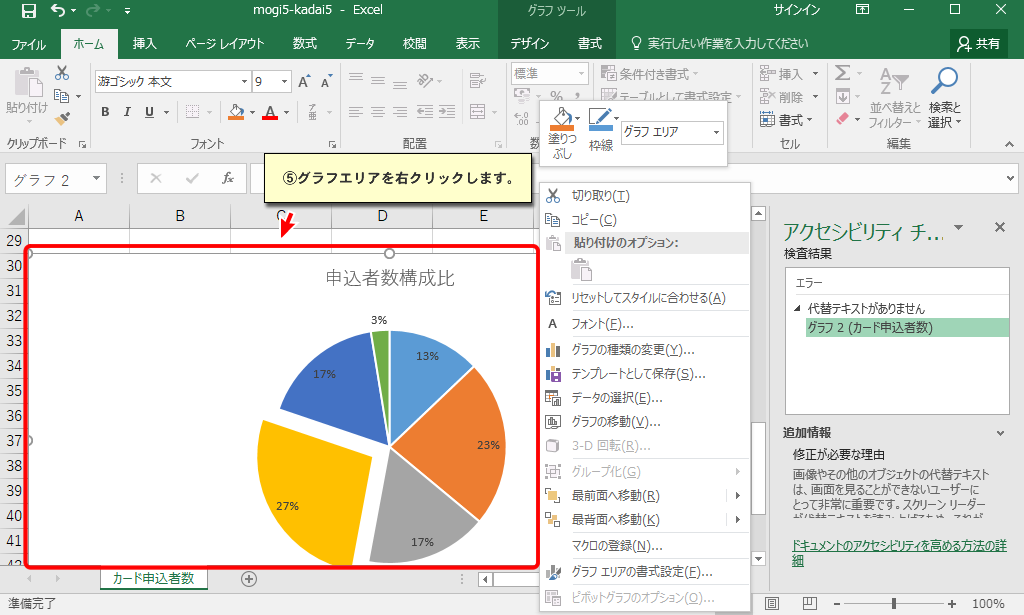 mogi5-kadai5 - Excel
グラフ ツール
サインイン
ファイル
ホーム
挿入
ページ レイアウト
数式
データ
校閲
表示
デザイン
書式
実行したい作業を入力してください
共有
貼り付け
クリップボード
游ゴシック 本文
9
A A
B I U
A
フォント
配置
標準
%
条件付き書式
テーブルとして書式設定
挿入
削除
書式
セル
並べ替えと
フィルター
検索と
選択
編集
塗りつ
ぶし
枠線
グラフ エリア
グラフ 2
fx
⑤グラフエリアを右クリックします。
A B C D E
29
30
31
32
33
34
35
36
37
38
39
40
41
42
申込者数構成比
3%
13%
17%
23%
27%
17%
切り取り(T)
コピー(C)
貼り付けのオプション:
リセットしてスタイルに合わせる(A)
フォント(F)...
グラフの種類の変更(Y)...
テンプレートとして保存(S)...
データの選択(E)...
グラフの移動(V)...
3-D 回転(R)...
グループ化(G)
最前面へ移動(R)
最背面へ移動(K)
マクロの登録(N)...
グラフ エリアの書式設定(F)...
ピボットグラフのオプション(O)...
アクセシビリティ チ...
検査結果
エラー
代替テキストがありません
グラフ 2 (カード申込者数)
追加情報
修正が必要な理由
画像やその他のオブジェクトの代替テキスト
は、画面を見ることができないユーザーに
とって非常に重要です。スクリーン リーダー
ドキュメントのアクセシビリティを高める方法の詳
細
カード申込者数
準備完了
100%